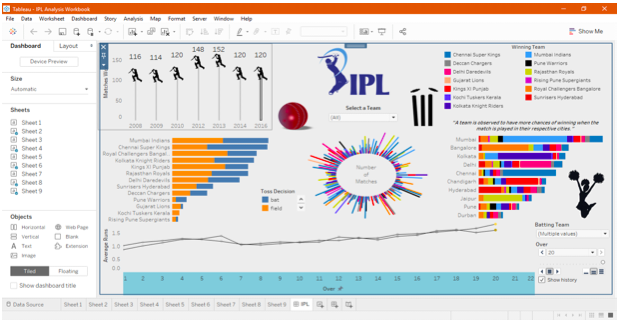 Tableau - IPL Analysis Workbook
File Data Worksheet Dashboard Story Analysis Map Format Server Window Help
Show Me
Dashboard Layout
Device Preview
Size
Automatic
Sheets
Sheet 1
Sheet 2
Sheet 3
Sheet 4
Sheet 5
Sheet 6
Sheet 7
Sheet 8
Sheet 9
Objects
Horizontal Web Page
Vertical Blank
Text Extension
Image
Tiled Floating
Show dashboard title
Matches
150
100
50
0
116 114 120 148 152 120 120
2008 2009 2010 2012 2013 2014 2016
IPL
Select a Team
(All)
Winning Team
Chennai Super Kings Mumbai Indians
Deccan Chargers Pune Warriors
Delhi Daredevils Rajasthan Royals
Gujarat Lions Rising Pune Supergiants
Kings XI Punjab Royal Challengers Bangalore
Kochi Tuskers Kerala Sunrisers Hyderabad
Kolkata Knight Riders
"A team is observed to have more chances of winning when the
match is played in their respective cities. "
Mumbai Indians
Chennai Super Kings
Royal Challengers Bangal..
Kolkata Knight Riders
Kings XI Punjab
Rajasthan Royals
Delhi Daredevils
Sunrisers Hyderabad
Deccan Chargers
Pune Warriors
Gujarat Lions
Kochi Tuskers Kerala
Rising Pune Supergiants
Toss Decision
bat
field
Number
of
Matches
Mumbai
Bangalore
Kolkata
Delhi
Chennai
Chandigarh
Hyderabad
Jaipur
Pune
Durban
Batting Team
(Multiple values)
Over
20
Show history
Average Runs
1.5
1.0
0.5
0.0
1 2 3 4 5 6 7 8 9 10 11 12 13 14 15 16 17 18 19 20 21 22
Over
Data Source Sheet 1 Sheet 2 Sheet 3 Sheet 4 Sheet 5 Sheet 6 Sheet 7 Sheet 8 Sheet 9 IPL